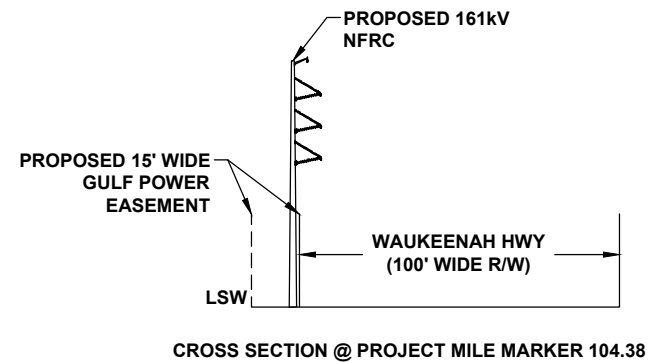 PROPOSED 161kV
NFRC
PROPOSED 15' WIDE
GULF POWER
EASEMENT
WAUKEENAH HWY
(100' WIDE R/W)
LSW
CROSS SECTION @ PROJECT MILE MARKER 104.38